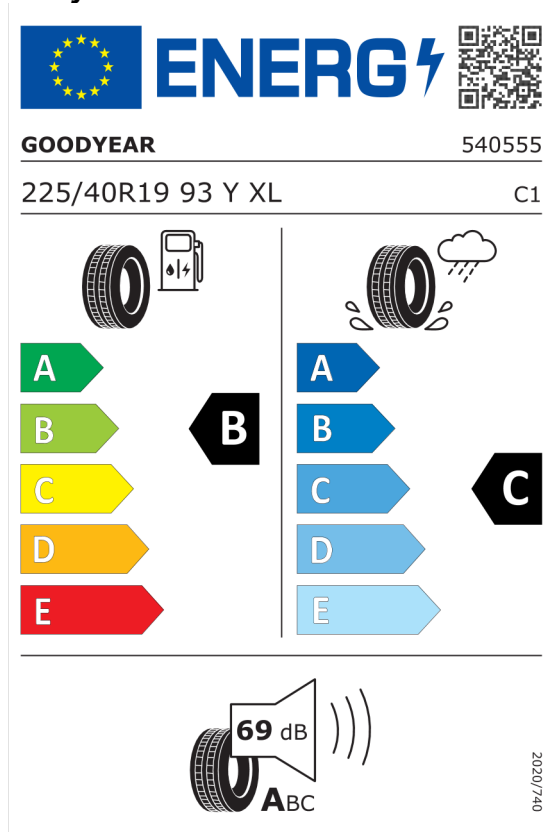 ENERG
GOODYEAR 540555
225/40R19 93 Y XL C1
A A
B B B
C C C
D D
E E
69 dB
ABC
2020/740